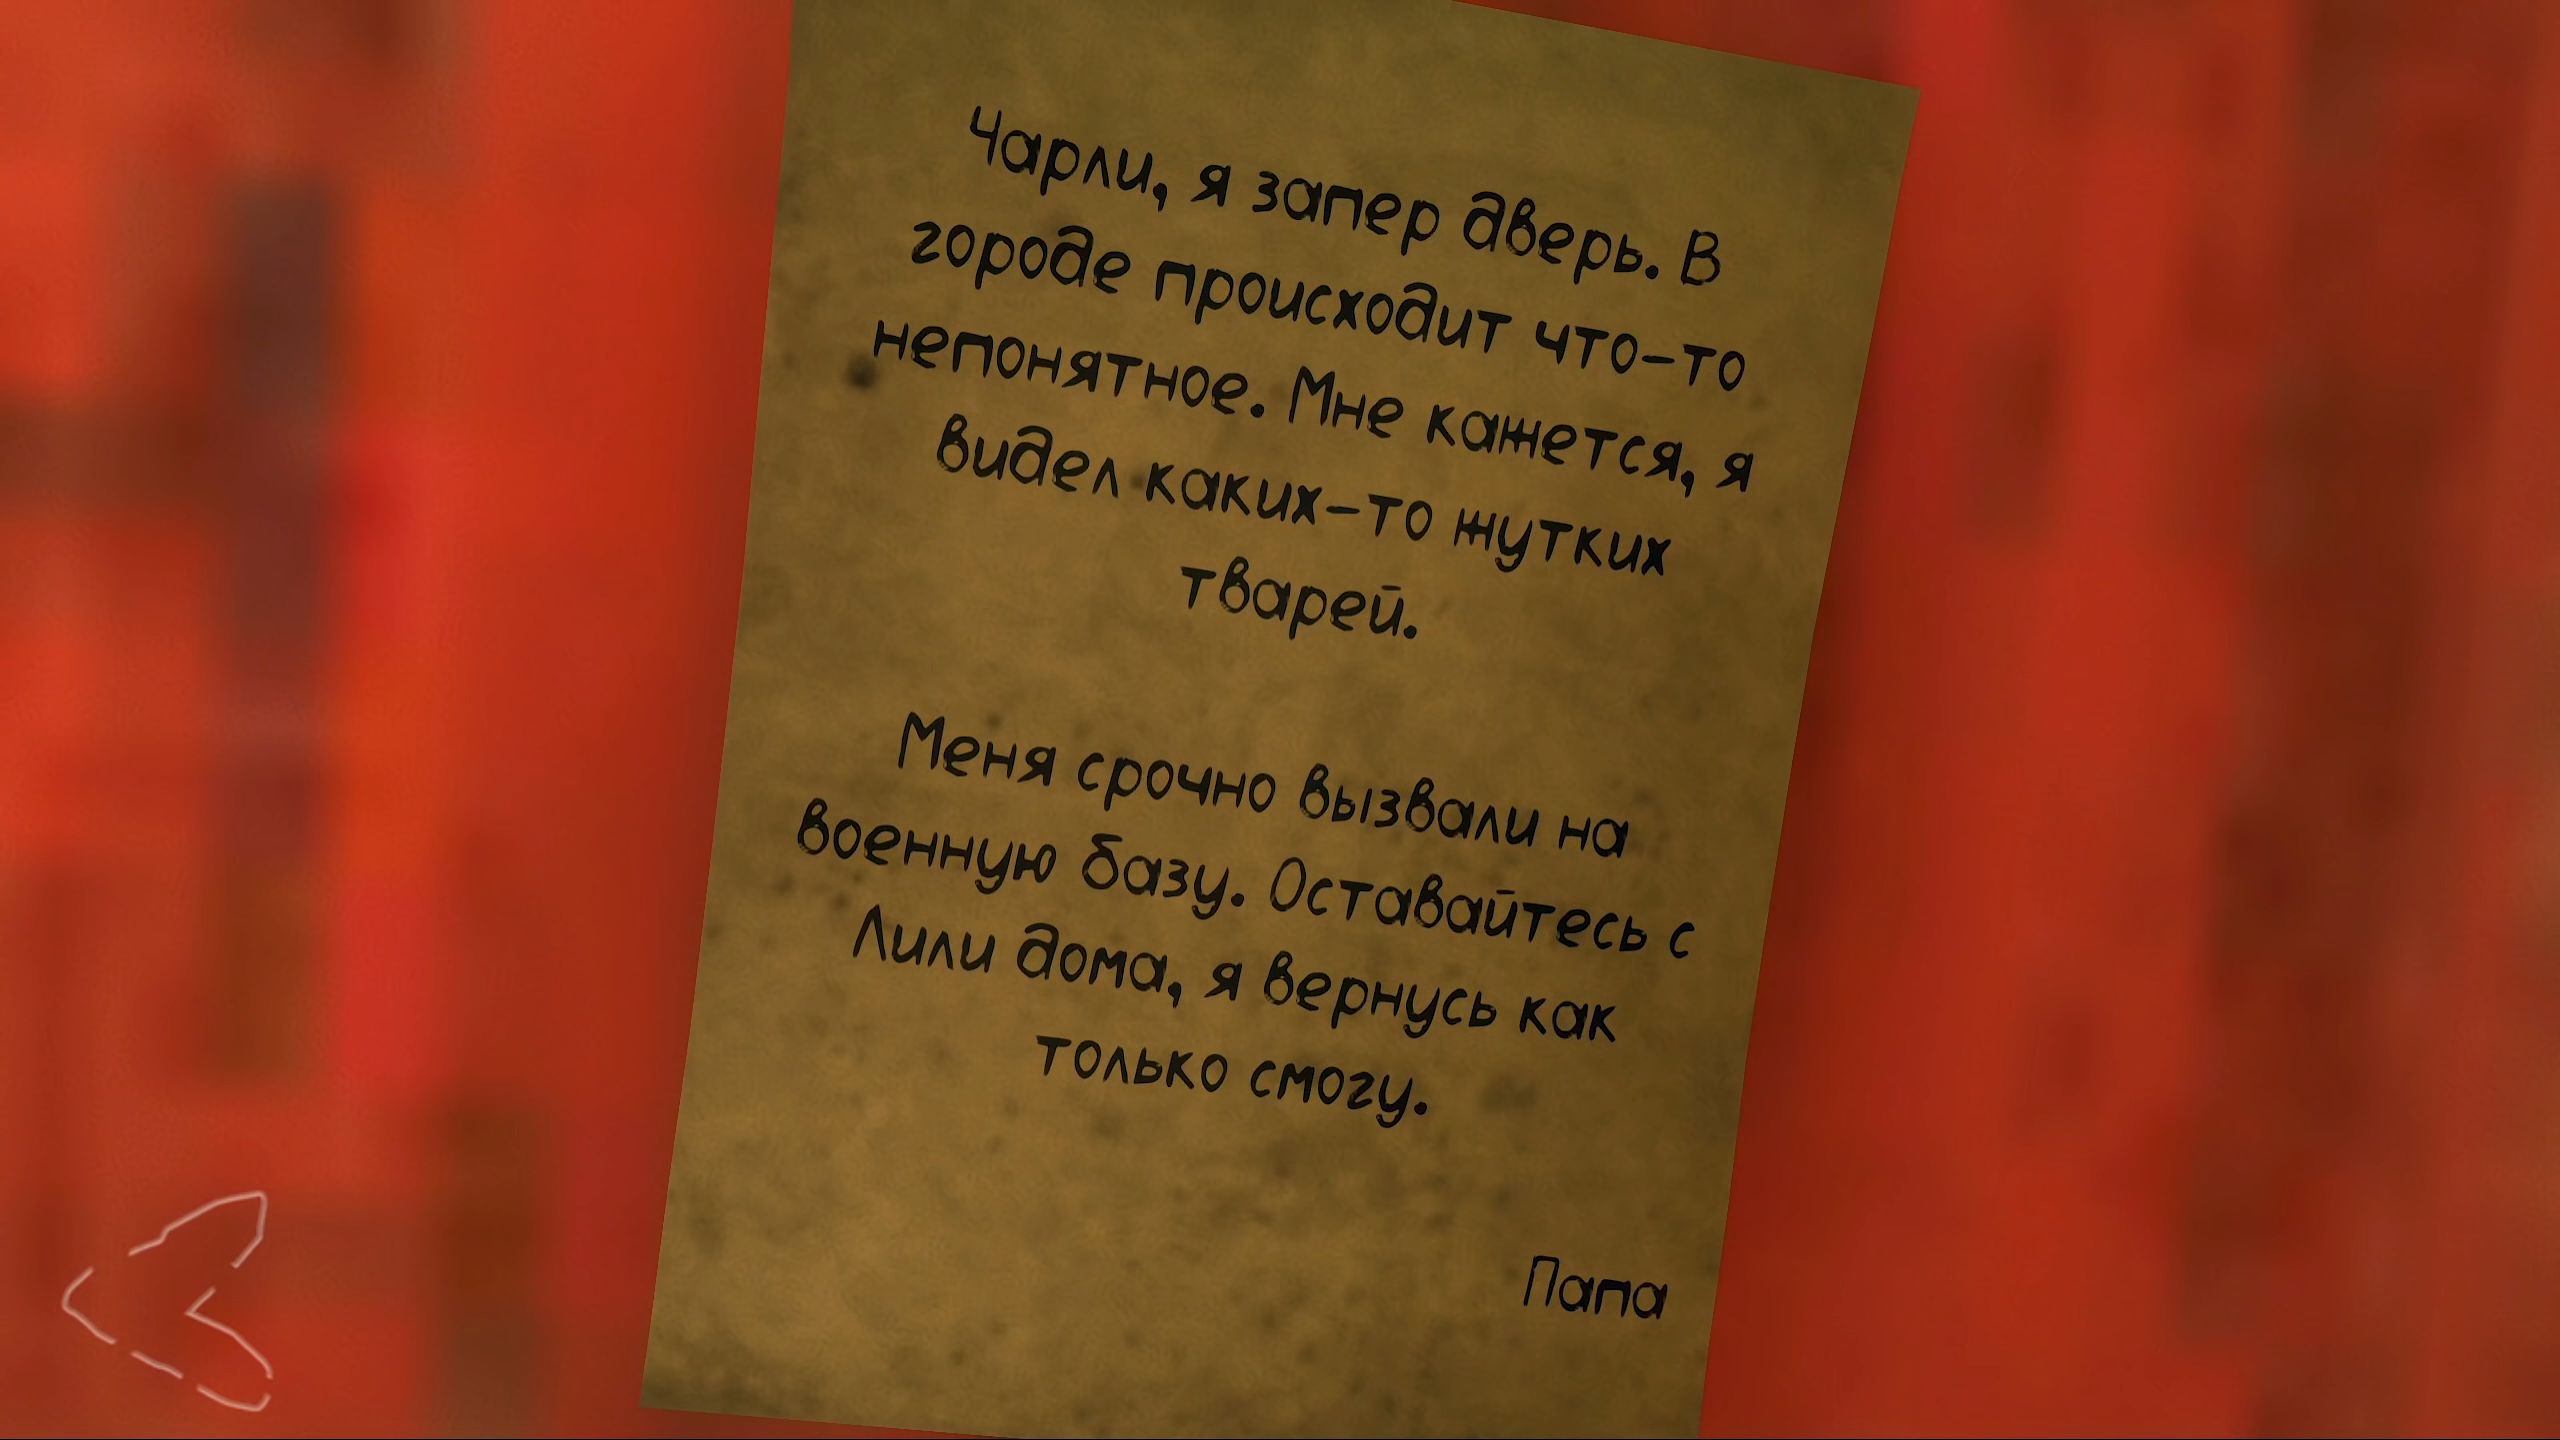 Чарли, я запер дверь. В
городе происходит что-то
непонятное. Мне кажется, я
видел каких-то жутких
тварей.
Меня срочно вызвали на
военную базу. Оставайтесь с
Лили дома, я вернусь как
только смогу.
Папа